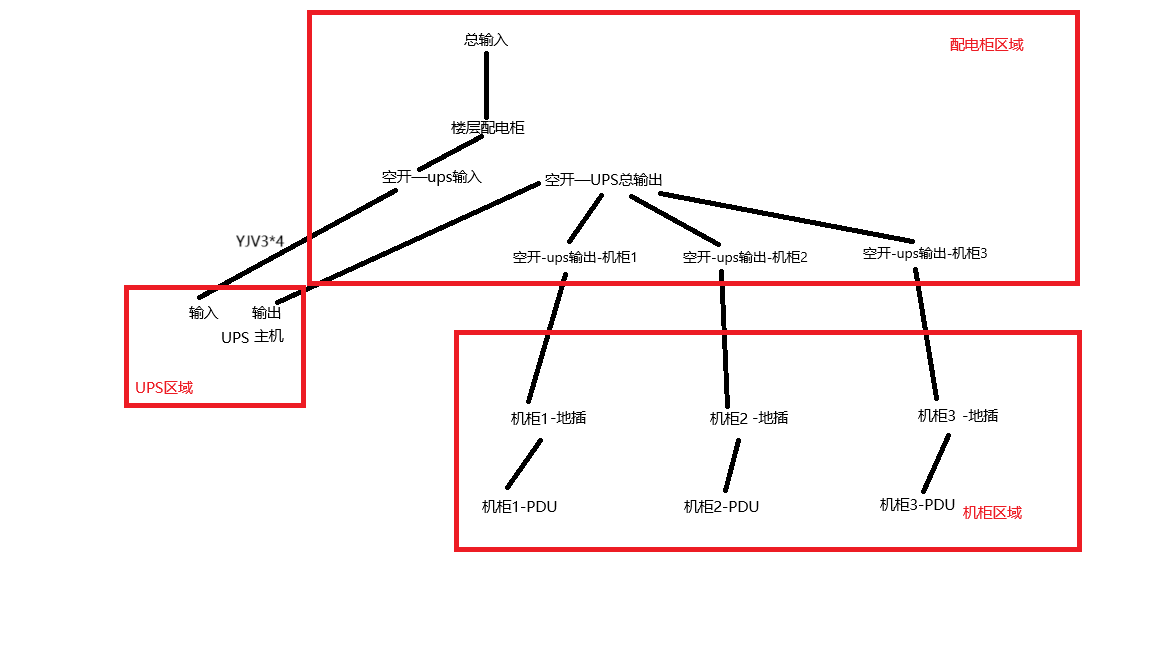 总输入
配电柜区域
楼层配电柜
空开—ups输入
空开—UPS总输出
YJV3*4
空开-ups输出-机柜1
空开-ups输出-机柜2
空开-ups输出-机柜3
输入
输出
UPS 主机
UPS区域
机柜1-地插
机柜2 -地插
机柜3 -地插
机柜1-PDU
机柜2-PDU
机柜3-PDU
机柜区域